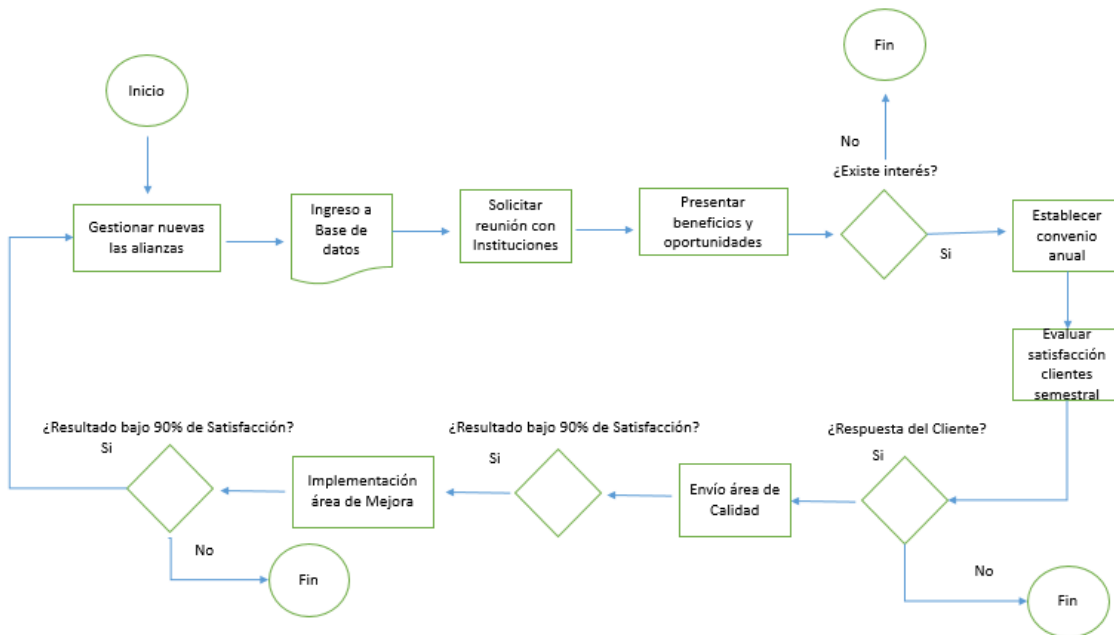 Inicio
Fin
No
¿Existe interés?
Si
Gestionar nuevas
las alianzas
Ingreso a
Base de
datos
Solicitar
reunión con
Instituciones
Presentar
beneficios y
oportunidades
Establecer
convenio
anual
Evaluar
satisfacción
clientes
semestral
¿Respuesta del Cliente?
Si
No
Fin
Envío área de
Calidad
¿Resultado bajo 90% de Satisfacción?
Si
Implementación
área de Mejora
¿Resultado bajo 90% de Satisfacción?
Si
No
Fin